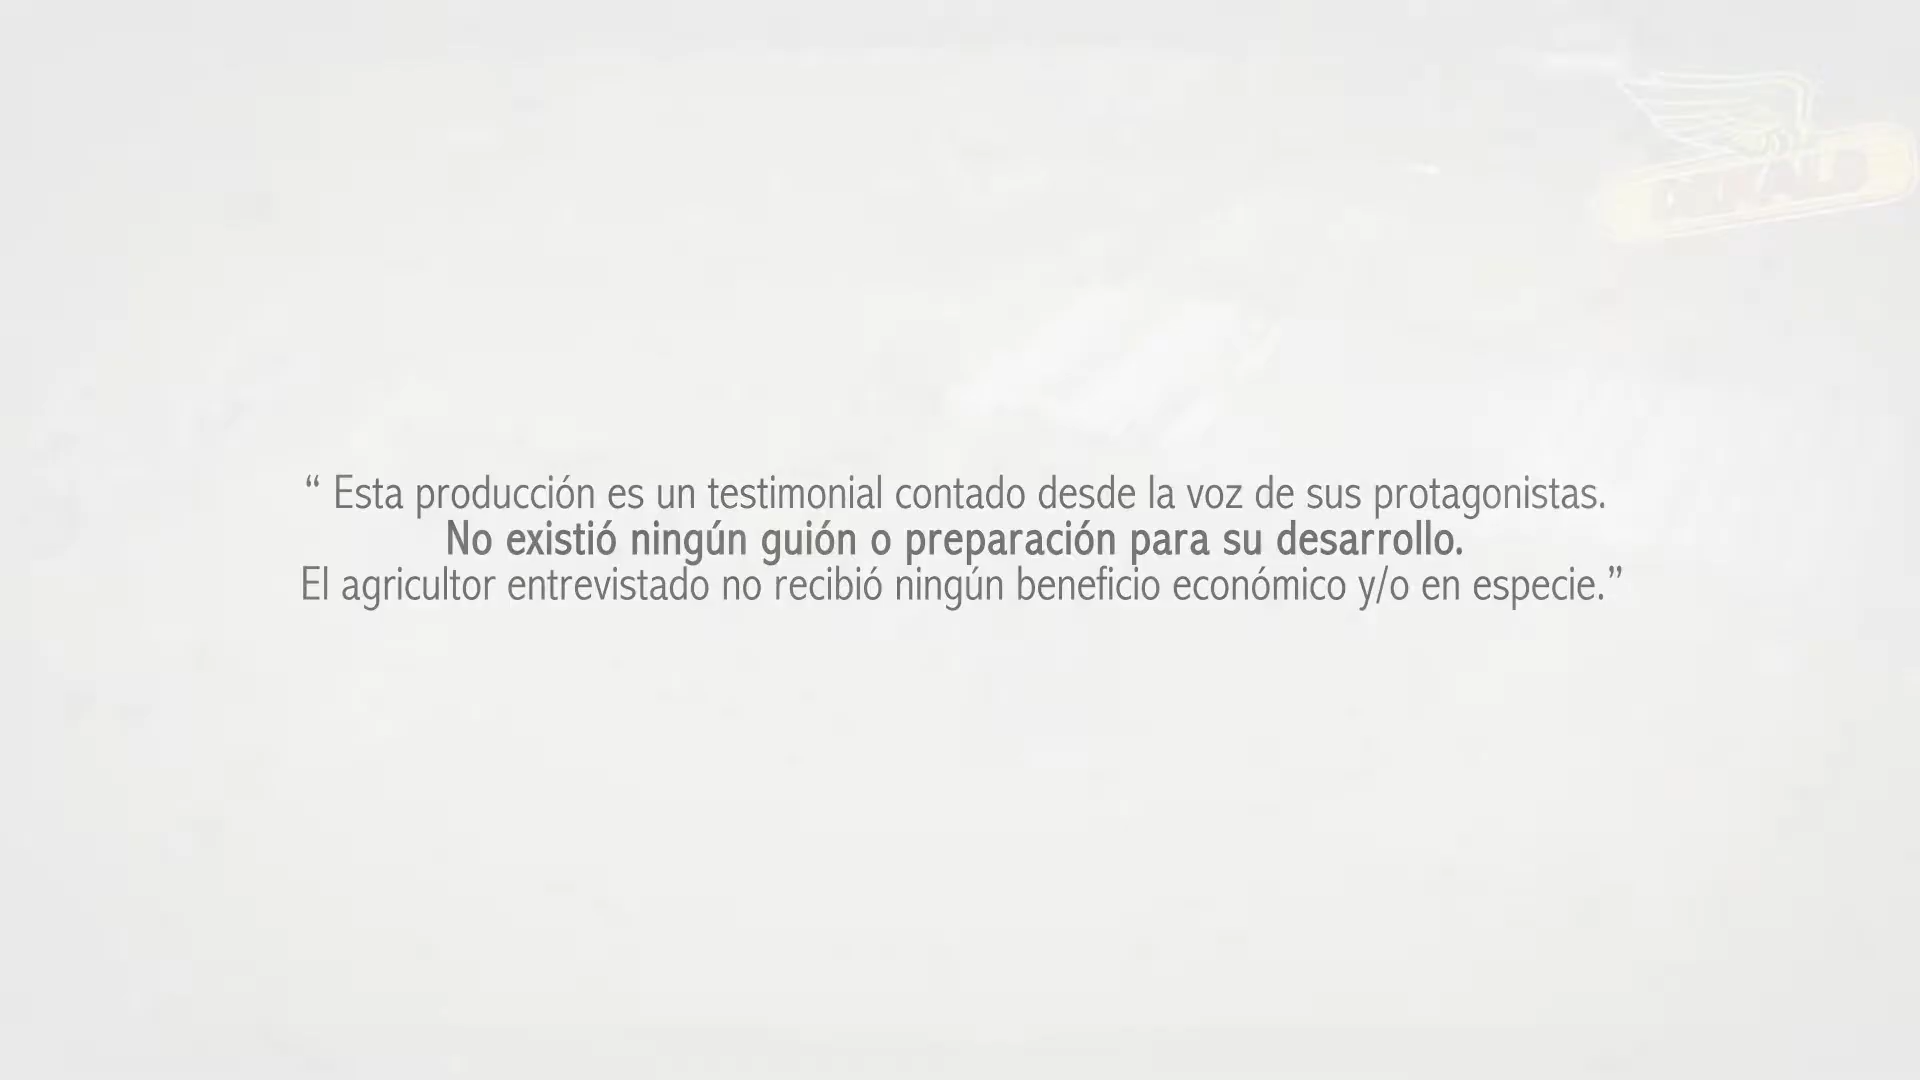 “ Esta producción es un testimonial contado desde la voz de sus protagonistas.
No existió ningún guión o preparación para su desarrollo.
El agricultor entrevistado no recibió ningún beneficio económico y/o en especie.”